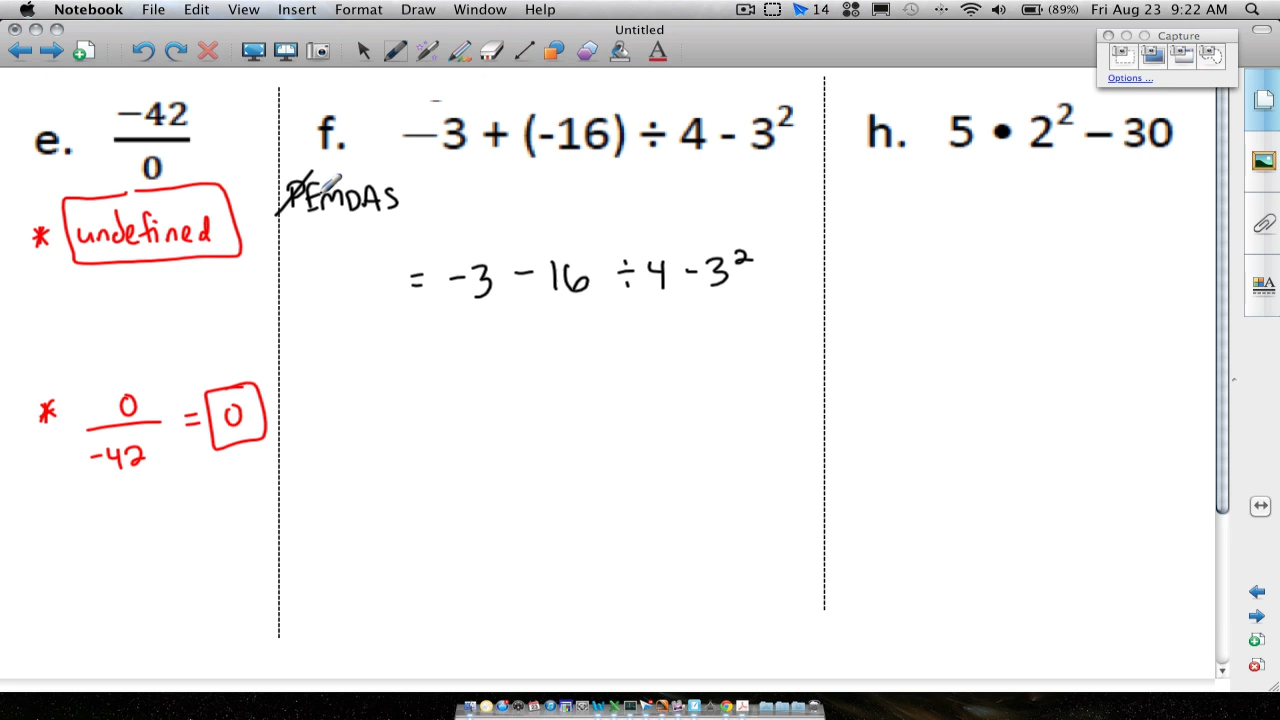 Notebook File Edit View Insert Format Draw Window Help 14 (89%) Fri Aug 23 9:22 AM
Untitled
Capture
Options ...
e. −42/0
* undefined
* 0/-42 = 0
f. −3 + (-16) ÷ 4 - 3²
PEMDAS
= -3 - 16 ÷ 4 - 3²
h. 5 • 2² − 30